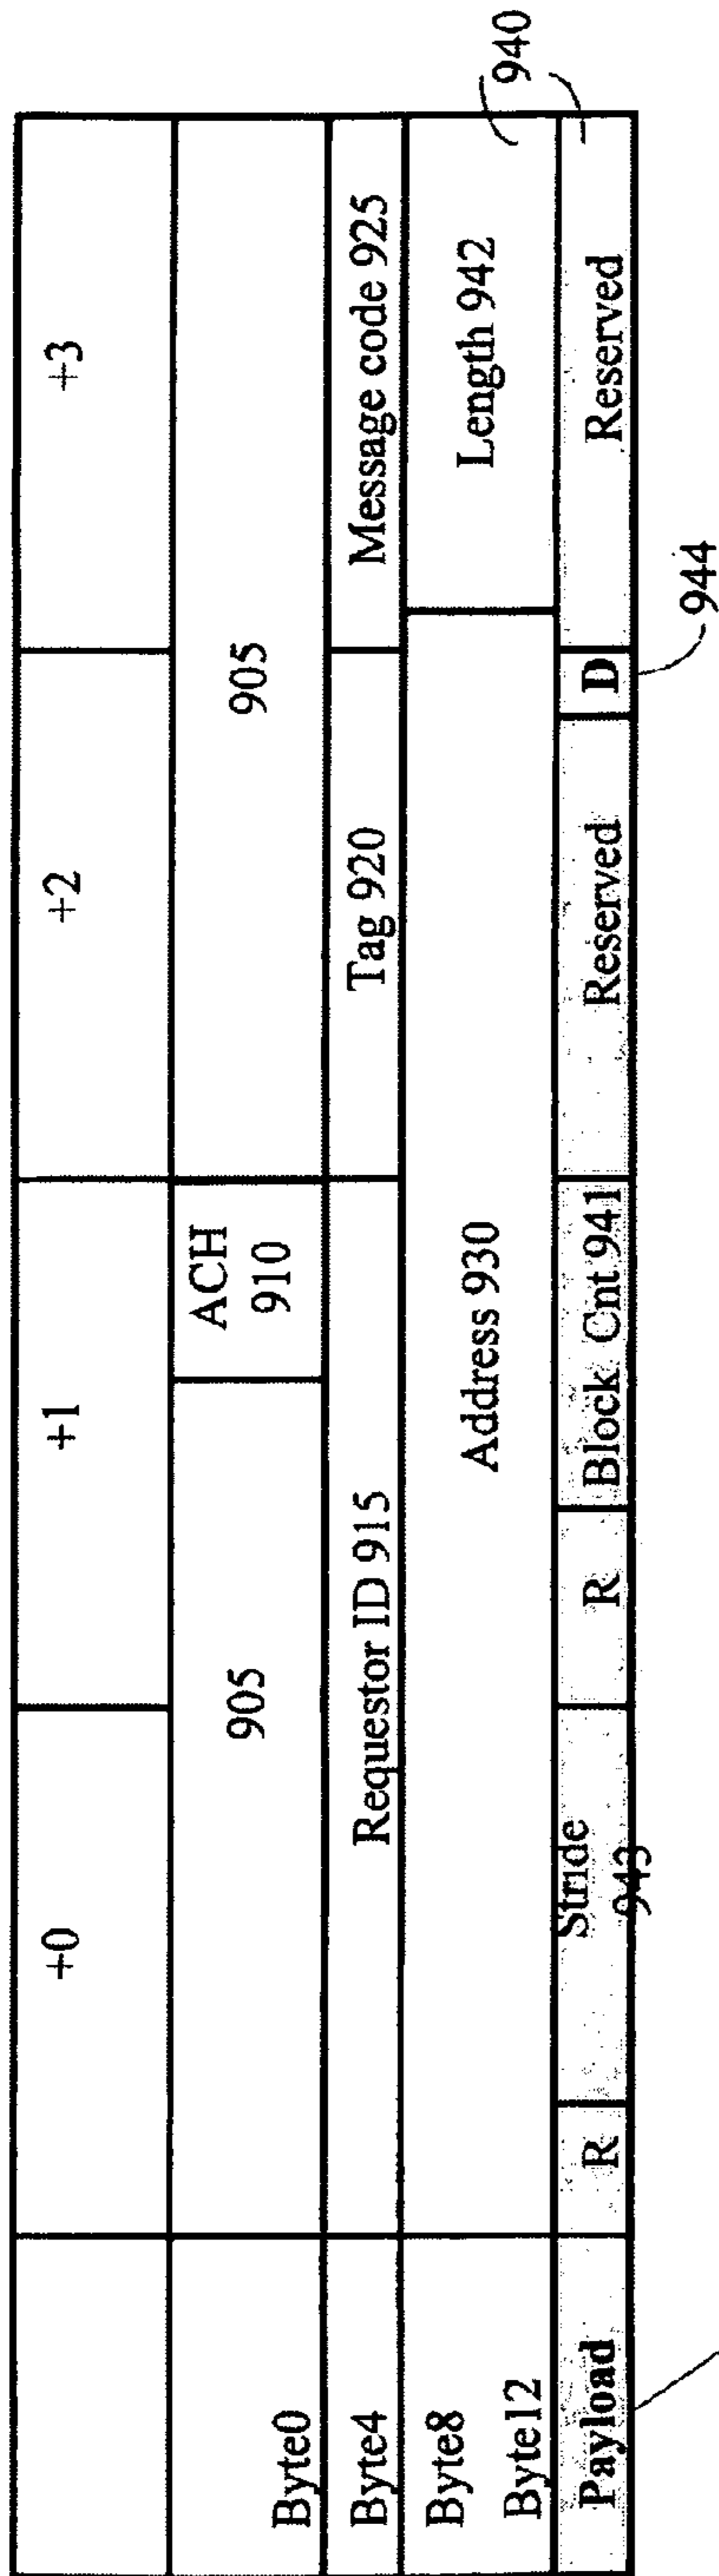 +0 +1 +2 +3
Byte0 905 ACH 910 905
Byte4 Requestor ID 915 Tag 920 Message code 925
Byte8
Byte12 Address 930 Length 942
940
Payload R Stride 943 R Block Cnt 941 Reserved D Reserved
944